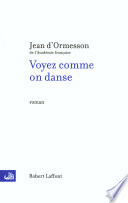 Jean d'Ormesson
de l'Académie française
Voyez comme
on danse
roman
Robert Laffont